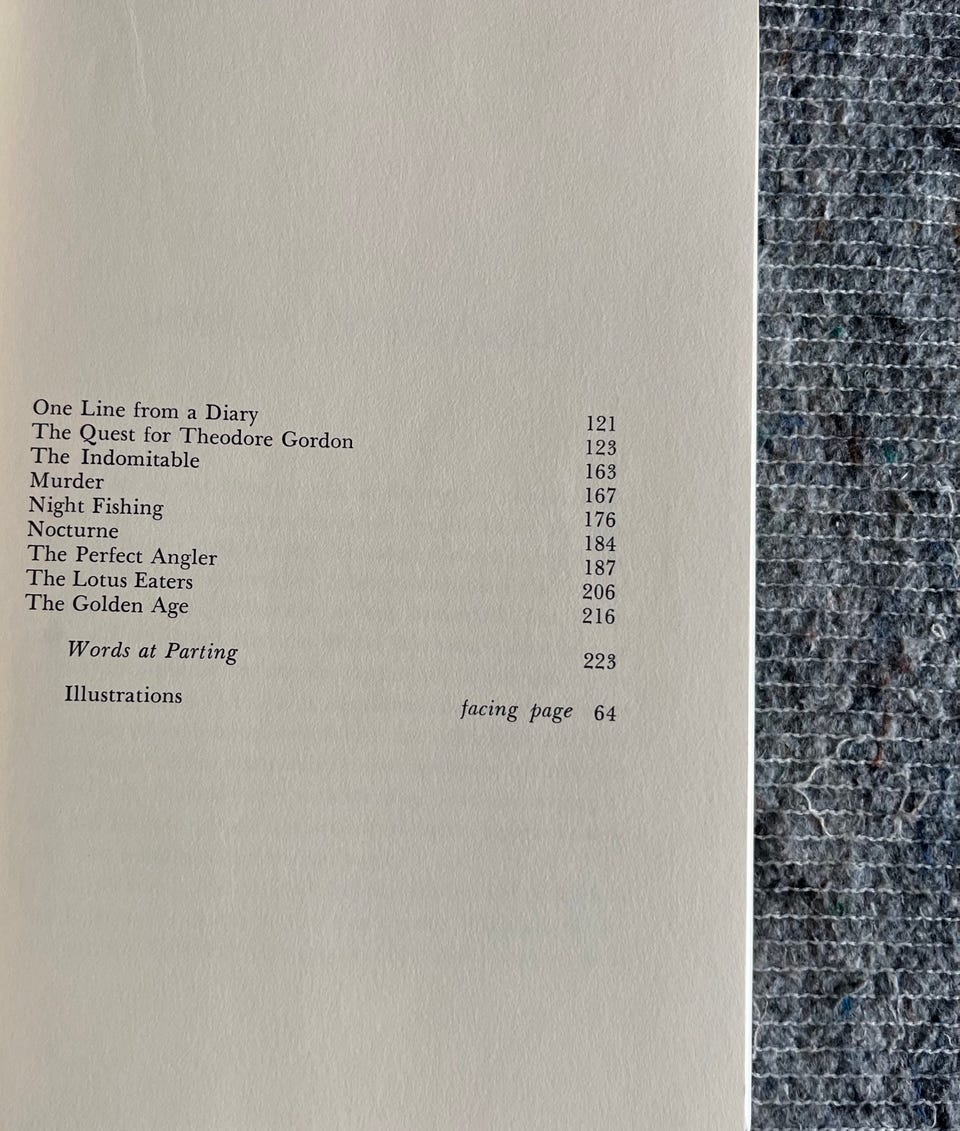 One Line from a Diary 121
The Quest for Theodore Gordon 123
The Indomitable 163
Murder 167
Night Fishing 176
Nocturne 184
The Perfect Angler 187
The Lotus Eaters 206
The Golden Age 216
Words at Parting 223
Illustrations facing page 64